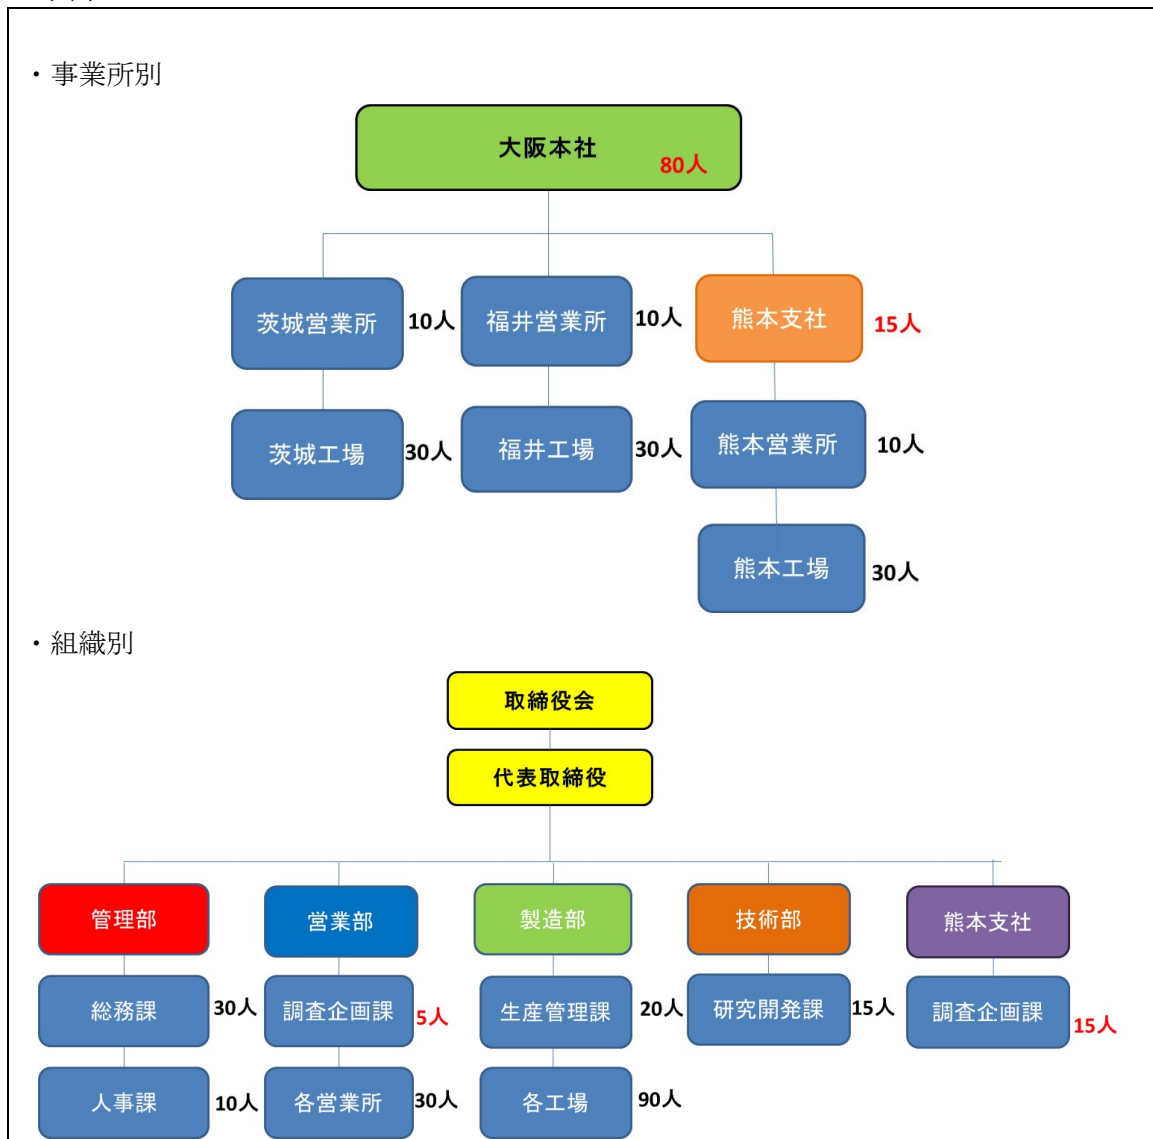 ・事業所別
大阪本社
80人
茨城営業所 10人 福井営業所 10人 熊本支社 15人
茨城工場 30人 福井工場 30人 熊本営業所 10人
熊本工場 30人
・組織別
取締役会
代表取締役
管理部 営業部 製造部 技術部 熊本支社
総務課 30人 調査企画課 5人 生産管理課 20人 研究開発課 15人 調査企画課 15人
人事課 10人 各営業所 30人 各工場 90人